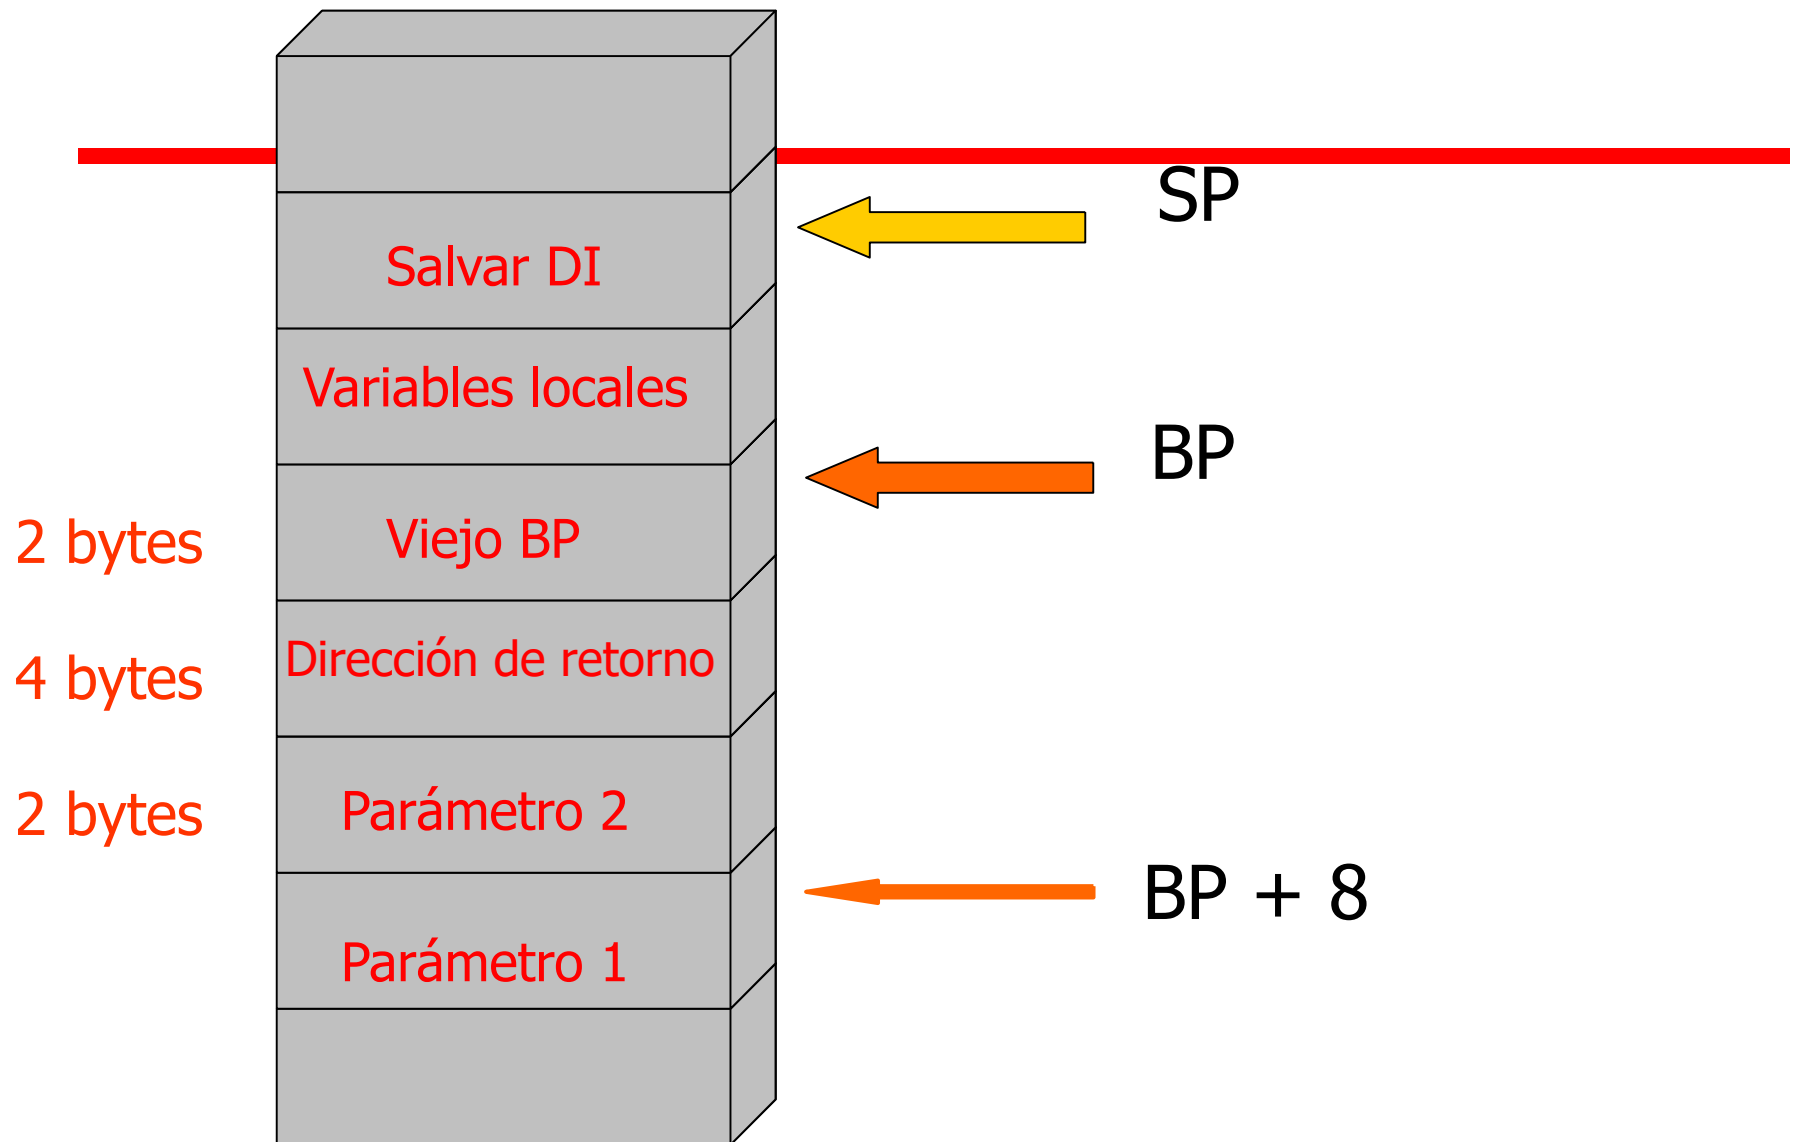 SP
Salvar DI
Variables locales
BP
2 bytes
Viejo BP
4 bytes
Dirección de retorno
2 bytes
Parámetro 2
BP + 8
Parámetro 1